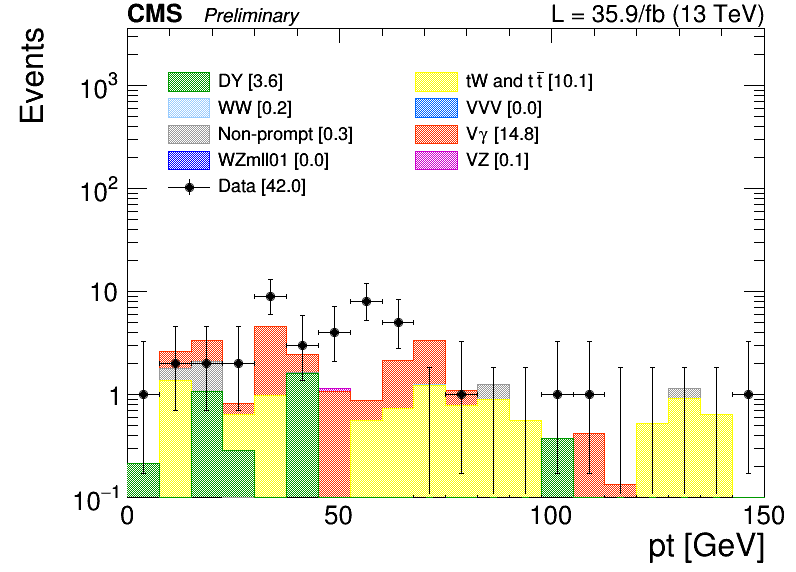 CMS Preliminary L = 35.9/fb (13 TeV)
Events
10³
10²
10
1
10⁻¹
DY [3.6]
WW [0.2]
Non-prompt [0.3]
WZmll01 [0.0]
Data [42.0]
tW and tt̄ [10.1]
VVV [0.0]
Vγ [14.8]
VZ [0.1]
0 50 100 150
pt [GeV]